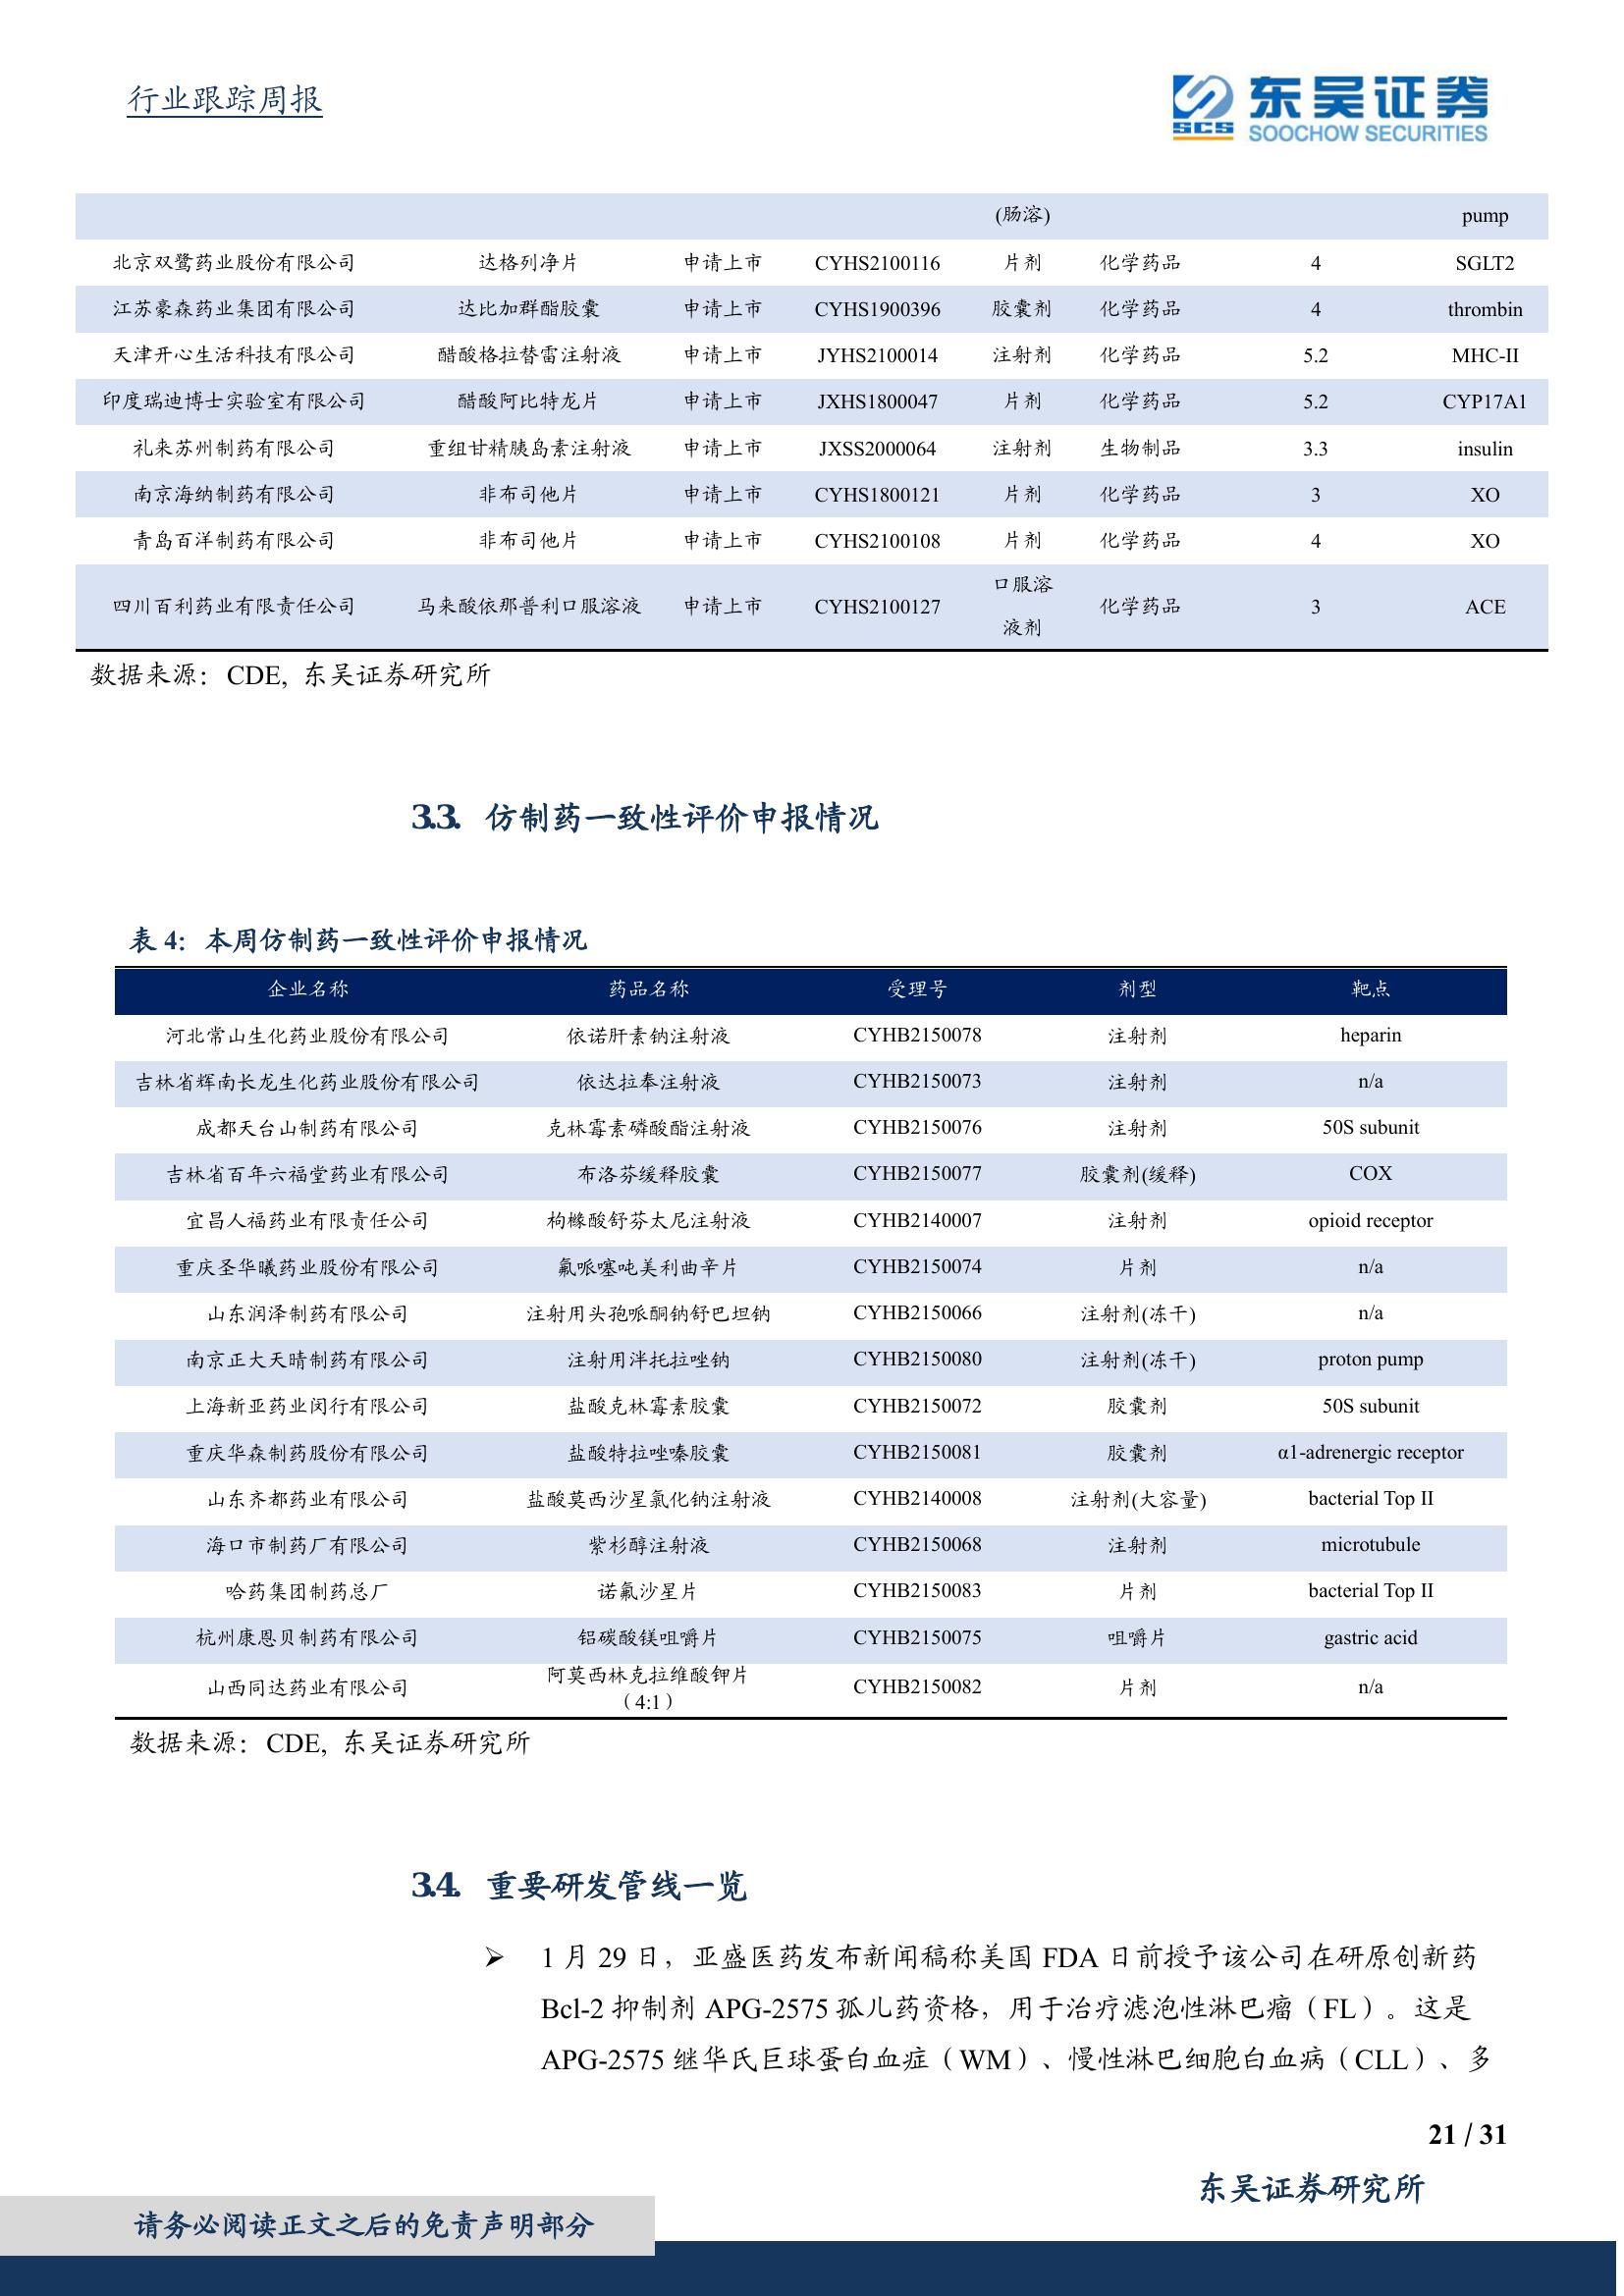 行业跟踪周报
东吴证券
SCS
SOOCHOW SECURITIES
(肠溶) pump
北京双鹭药业股份有限公司 达格列净片 申请上市 CYHS2100116 片剂 化学药品 4 SGLT2
江苏豪森药业集团有限公司 达比加群酯胶囊 申请上市 CYHS1900396 胶囊剂 化学药品 4 thrombin
天津开心生活科技有限公司 醋酸格拉替雷注射液 申请上市 JYHS2100014 注射剂 化学药品 5.2 MHC-II
印度瑞迪博士实验室有限公司 醋酸阿比特龙片 申请上市 JXHS1800047 片剂 化学药品 5.2 CYP17A1
礼来苏州制药有限公司 重组甘精胰岛素注射液 申请上市 JXSS2000064 注射剂 生物制品 3.3 insulin
南京海纳制药有限公司 非布司他片 申请上市 CYHS1800121 片剂 化学药品 3 XO
青岛百洋制药有限公司 非布司他片 申请上市 CYHS2100108 片剂 化学药品 4 XO
口服溶
四川百利药业有限责任公司 马来酸依那普利口服溶液 申请上市 CYHS2100127 化学药品 3 ACE
液剂
数据来源：CDE, 东吴证券研究所
3.3. 仿制药一致性评价申报情况
表 4：本周仿制药一致性评价申报情况
企业名称 药品名称 受理号 剂型 靶点
河北常山生化药业股份有限公司 依诺肝素钠注射液 CYHB2150078 注射剂 heparin
吉林省辉南长龙生化药业股份有限公司 依达拉奉注射液 CYHB2150073 注射剂 n/a
成都天台山制药有限公司 克林霉素磷酸酯注射液 CYHB2150076 注射剂 50S subunit
吉林省百年六福堂药业有限公司 布洛芬缓释胶囊 CYHB2150077 胶囊剂(缓释) COX
宜昌人福药业有限责任公司 枸橼酸舒芬太尼注射液 CYHB2140007 注射剂 opioid receptor
重庆圣华曦药业股份有限公司 氟哌噻吨美利曲辛片 CYHB2150074 片剂 n/a
山东润泽制药有限公司 注射用头孢哌酮钠舒巴坦钠 CYHB2150066 注射剂(冻干) n/a
南京正大天晴制药有限公司 注射用泮托拉唑钠 CYHB2150080 注射剂(冻干) proton pump
上海新亚药业闵行有限公司 盐酸克林霉素胶囊 CYHB2150072 胶囊剂 50S subunit
重庆华森制药股份有限公司 盐酸特拉唑嗪胶囊 CYHB2150081 胶囊剂 α1-adrenergic receptor
山东齐都药业有限公司 盐酸莫西沙星氯化钠注射液 CYHB2140008 注射剂(大容量) bacterial Top II
海口市制药厂有限公司 紫杉醇注射液 CYHB2150068 注射剂 microtubule
哈药集团制药总厂 诺氟沙星片 CYHB2150083 片剂 bacterial Top II
杭州康恩贝制药有限公司 铝碳酸镁咀嚼片 CYHB2150075 咀嚼片 gastric acid
阿莫西林克拉维酸钾片
山西同达药业有限公司 CYHB2150082 片剂 n/a
（4:1）
数据来源：CDE, 东吴证券研究所
3.4. 重要研发管线一览
➢ 1 月 29 日，亚盛医药发布新闻稿称美国 FDA 日前授予该公司在研原创新药
Bcl-2 抑制剂 APG-2575 孤儿药资格，用于治疗滤泡性淋巴瘤（FL）。这是
APG-2575 继华氏巨球蛋白血症（WM）、慢性淋巴细胞白血病（CLL）、多
21 / 31
东吴证券研究所
请务必阅读正文之后的免责声明部分